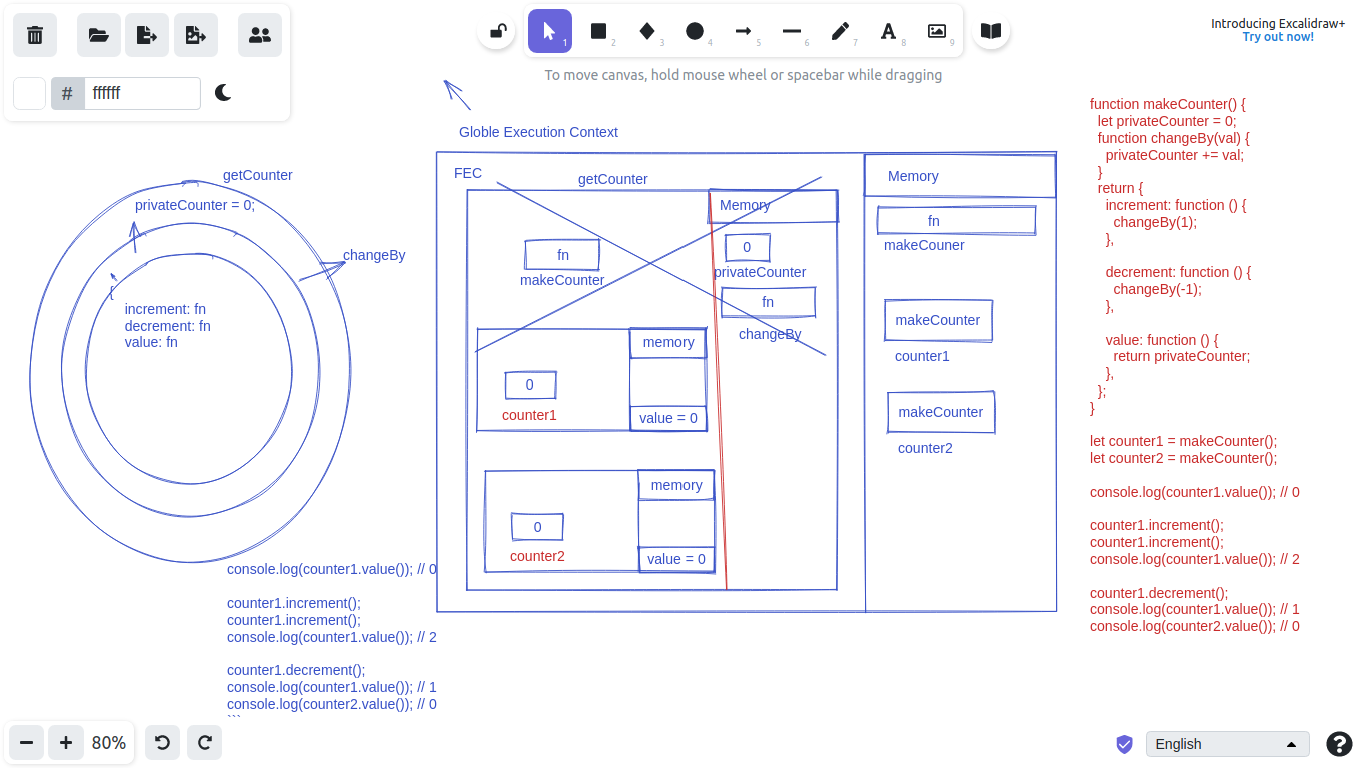 # ffffff
1
2
3
4
5
6
7
8
9
A
Introducing Excalidraw+
Try out now!
To move canvas, hold mouse wheel or spacebar while dragging
getCounter
privateCounter = 0;
changeBy
{
increment: fn
decrement: fn
value: fn
console.log(counter1.value()); // 0
counter1.increment();
counter1.increment();
console.log(counter1.value()); // 2
counter1.decrement();
console.log(counter1.value()); // 1
console.log(counter2.value()); // 0
```
Globle Execution Context
FEC
getCounter
Memory
fn
makeCounter
0
privateCounter
fn
changeBy
memory
0
counter1
value = 0
memory
0
counter2
value = 0
Memory
fn
makeCouner
makeCounter
counter1
makeCounter
counter2
function makeCounter() {
let privateCounter = 0;
function changeBy(val) {
privateCounter += val;
}
return {
increment: function () {
changeBy(1);
},
decrement: function () {
changeBy(-1);
},
value: function () {
return privateCounter;
},
};
}
let counter1 = makeCounter();
let counter2 = makeCounter();
console.log(counter1.value()); // 0
counter1.increment();
counter1.increment();
console.log(counter1.value()); // 2
counter1.decrement();
console.log(counter1.value()); // 1
console.log(counter2.value()); // 0
80%
English
?